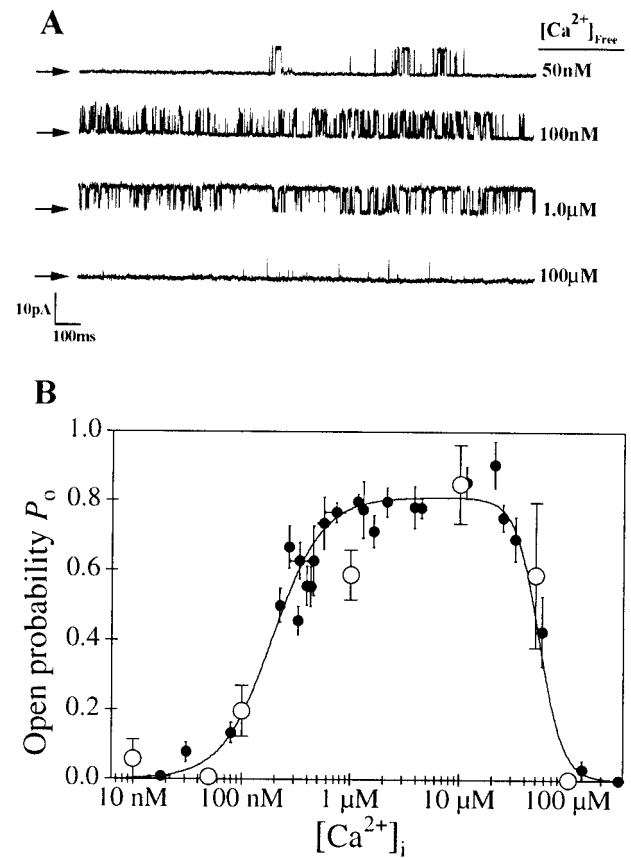 A
[Ca2+]Free
50nM
100nM
1.0µM
100µM
10pA
100ms
B
1.0
0.8
0.6
0.4
0.2
0.0
Open probability Po
10 nM 100 nM 1 µM 10 µM 100 µM
[Ca2+]i